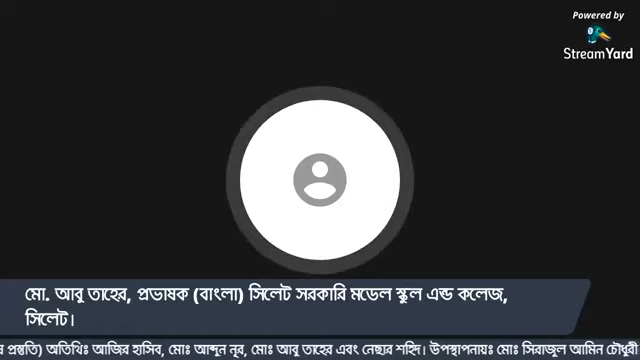 Powered by
StreamYard
মো. আবু তাহের, প্রভাষক (বাংলা) সিলেট সরকারি মডেল স্কুল এন্ড কলেজ,
সিলেট।
প্রস্তুতি) অতিথিঃ আজির হাসিব, মোঃ আব্দুন নূর, মোঃ আবু তাহের এবং নেছার শহিদ। উপস্থাপনায়ঃ মোঃ সিরাজুল আমিন চৌধুরী